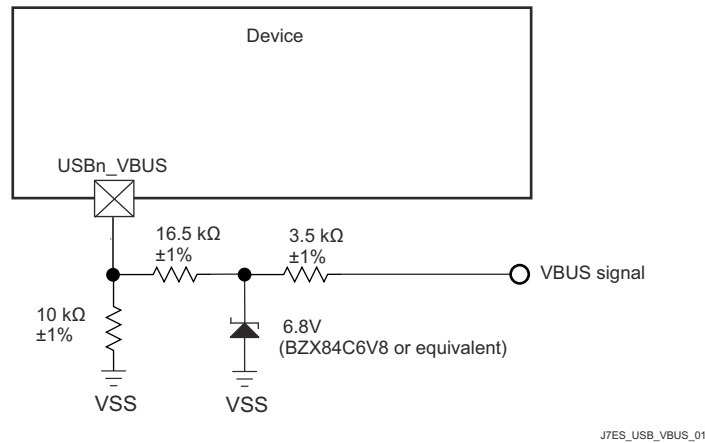 Device
USBn_VBUS
16.5 kΩ
±1%
3.5 kΩ
±1%
VBUS signal
10 kΩ
±1%
6.8V
(BZX84C6V8 or equivalent)
VSS
VSS
J7ES_USB_VBUS_01